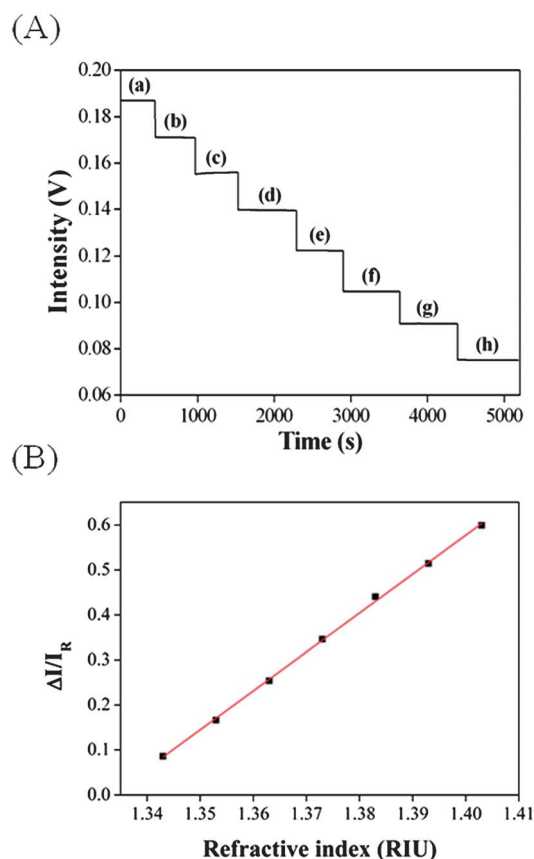 (A)
0.20
(a)
0.18
(b)
(c)
0.16
(d)
0.14
(e)
0.12
(f)
0.10
(g)
0.08
(h)
0.06
Intensity (V)
0 1000 2000 3000 4000 5000
Time (s)
(B)
0.6
0.5
0.4
0.3
0.2
0.1
0.0
ΔI/I_R
1.34 1.35 1.36 1.37 1.38 1.39 1.40 1.41
Refractive index (RIU)